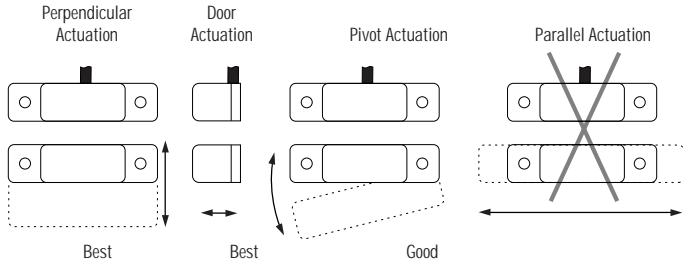 Perpendicular
Actuation
Door
Actuation
Pivot Actuation
Parallel Actuation
Best
Best
Good